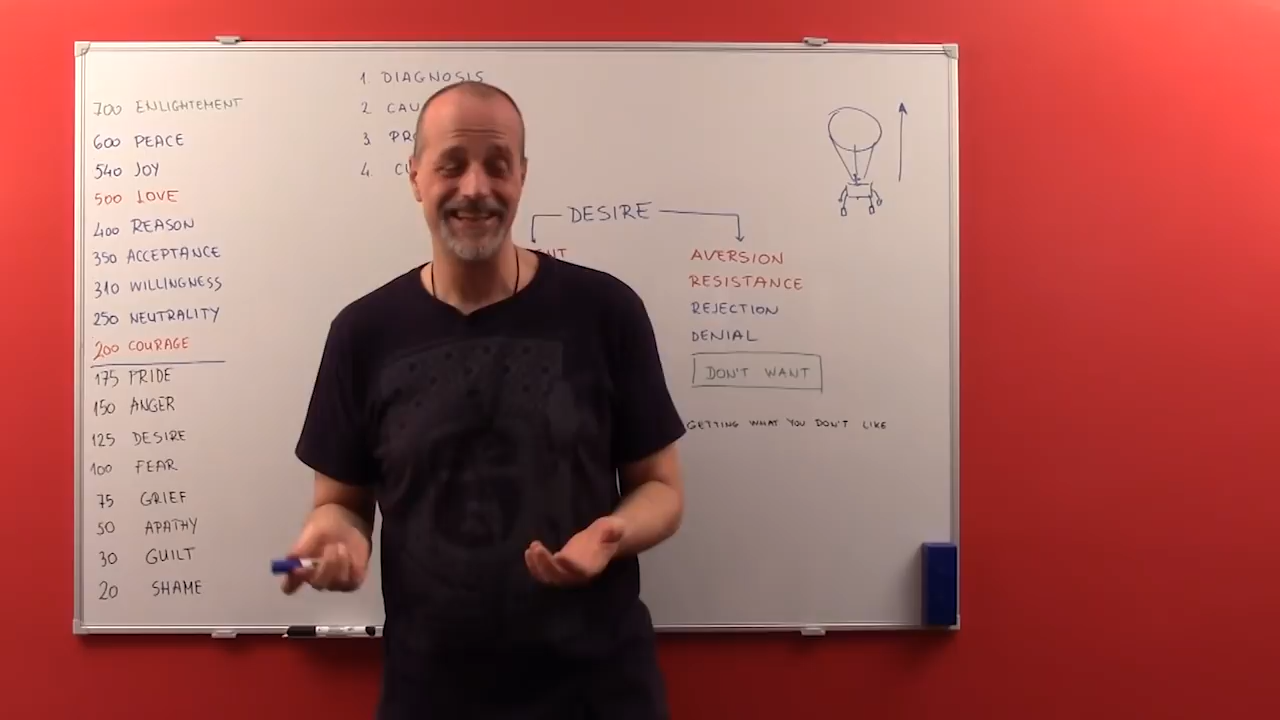 700 ENLIGHTEMENT
600 PEACE
540 JOY
500 LOVE
400 REASON
350 ACCEPTANCE
310 WILLINGNESS
250 NEUTRALITY
200 COURAGE
175 PRIDE
150 ANGER
125 DESIRE
100 FEAR
75 GRIEF
50 APATHY
30 GUILT
20 SHAME
1. DIAGNOSIS
2.
3.
4.
DESIRE
AVERSION
RESISTANCE
REJECTION
DENIAL
DON'T WANT
GETTING WHAT YOU DON'T LIKE